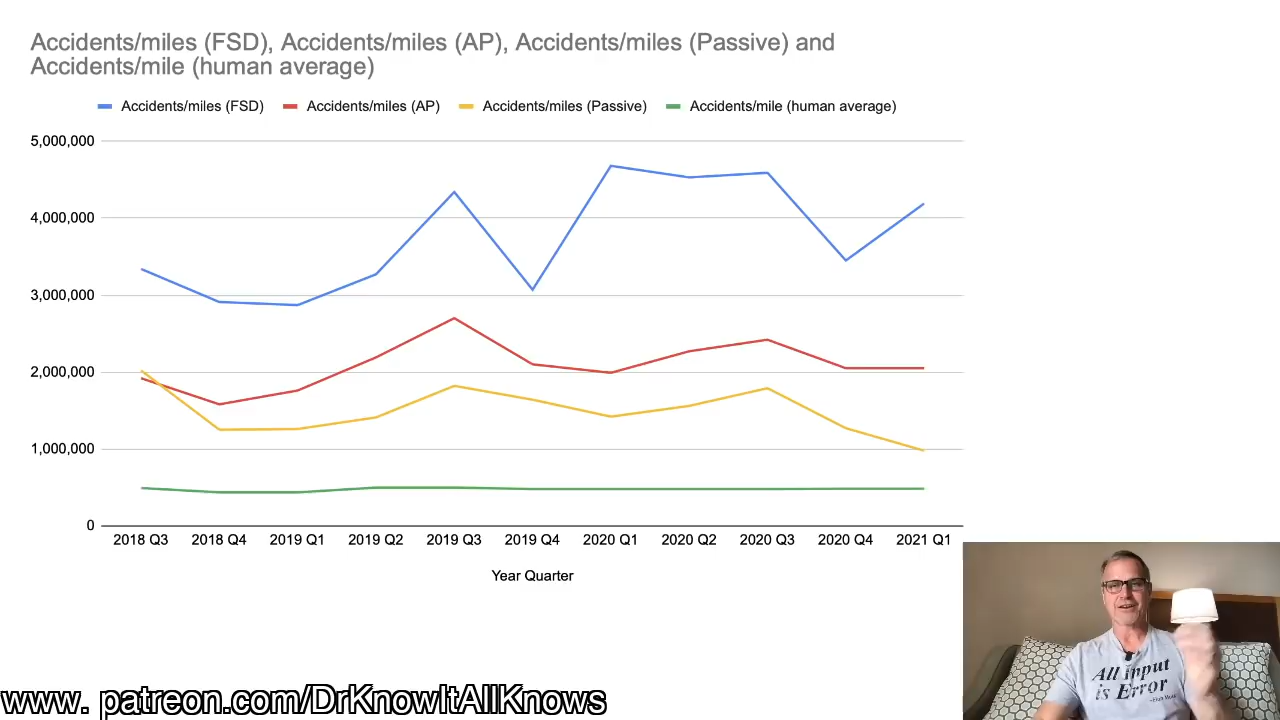 Accidents/miles (FSD), Accidents/miles (AP), Accidents/miles (Passive) and
Accidents/mile (human average)
Accidents/miles (FSD) Accidents/miles (AP) Accidents/miles (Passive) Accidents/mile (human average)
5,000,000
4,000,000
3,000,000
2,000,000
1,000,000
0
2018 Q3 2018 Q4 2019 Q1 2019 Q2 2019 Q3 2019 Q4 2020 Q1 2020 Q2 2020 Q3 2020 Q4 2021 Q1
Year Quarter
All input
is Error
www. patreon.com/DrKnowItAllKnows